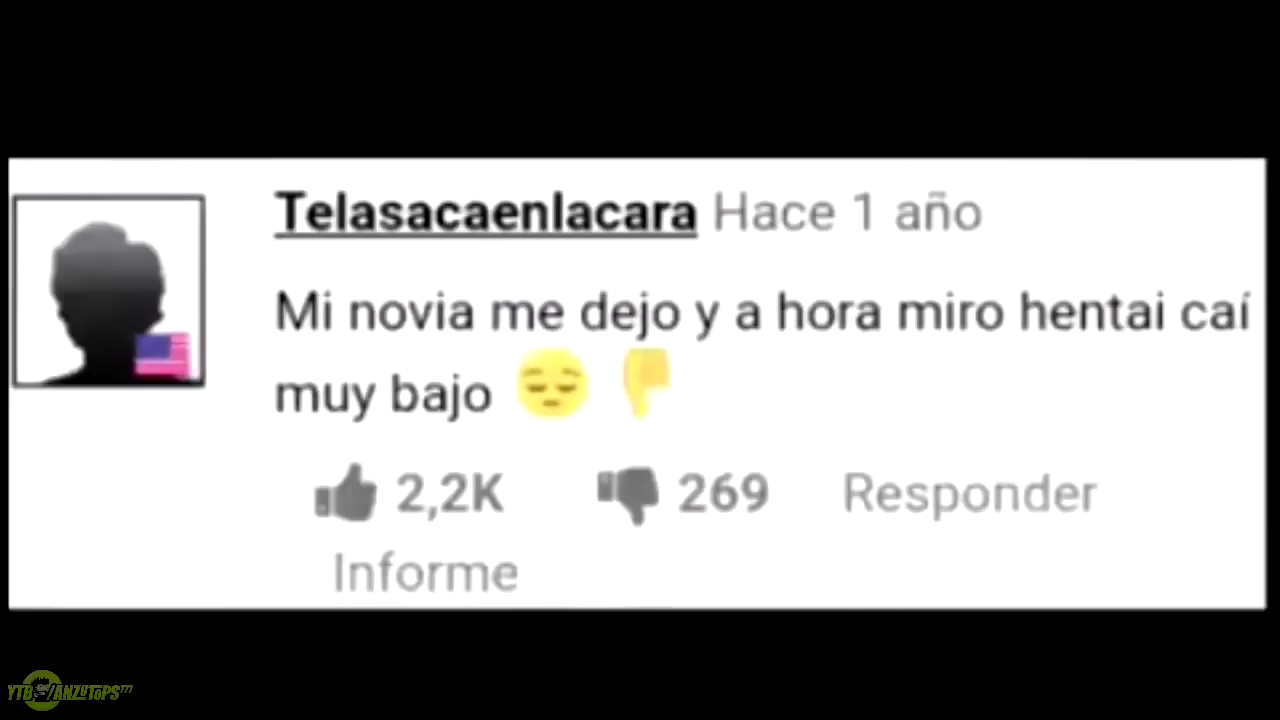 Telasacaenlacara Hace 1 año
Mi novia me dejo y a hora miro hentai caí
muy bajo 😔 👎
2,2K 269 Responder
Informe